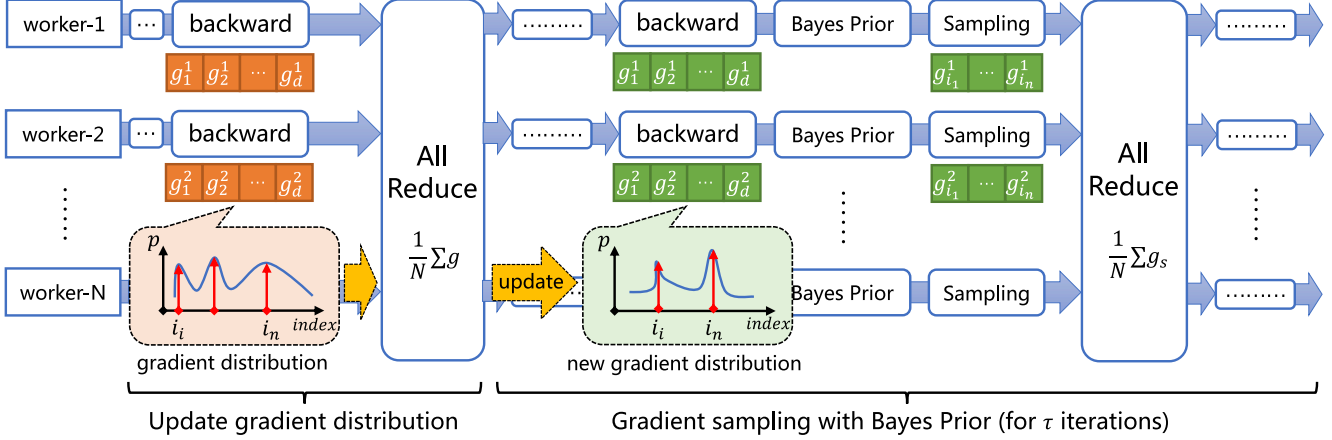 worker-1 ... backward ......... backward Bayes Prior Sampling .........
g_1^1 g_2^1 ... g_d^1 g_1^1 g_2^1 ... g_d^1 g_{i_1}^1 ... g_{i_n}^1
worker-2 ... backward ......... backward Bayes Prior Sampling .........
All Reduce
All Reduce
g_1^2 g_2^2 ... g_d^2 g_1^2 g_2^2 ... g_d^2 g_{i_1}^2 ... g_{i_n}^2
p
1/N ∑g
p
1/N ∑g_s
worker-N
update
Bayes Prior Sampling .........
i_i i_n index
i_i i_n index
gradient distribution
new gradient distribution
Update gradient distribution
Gradient sampling with Bayes Prior (for τ iterations)